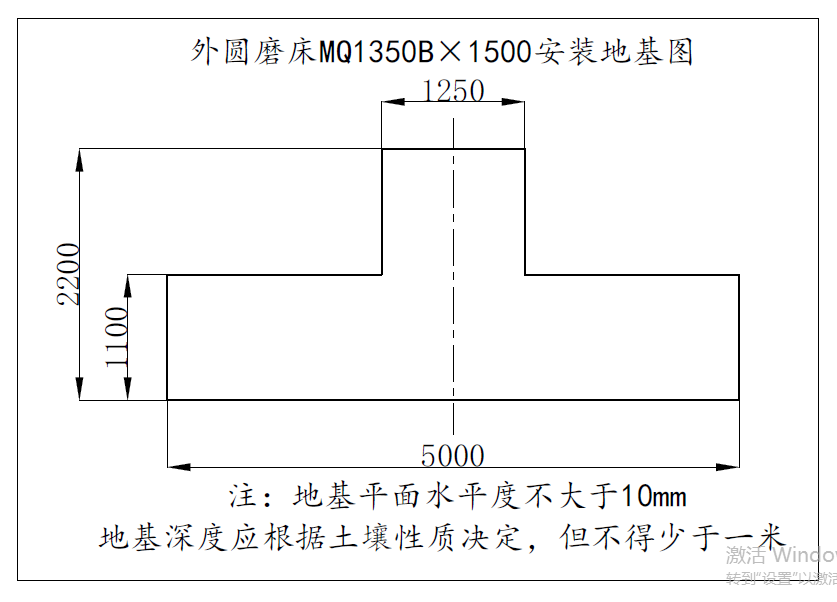 外圆磨床MQ1350B×1500安装地基图
1250
2200
1100
5000
注：地基平面水平度不大于10mm
地基深度应根据土壤性质决定，但不得少于一米
激活 Window
转到"设置"以激活